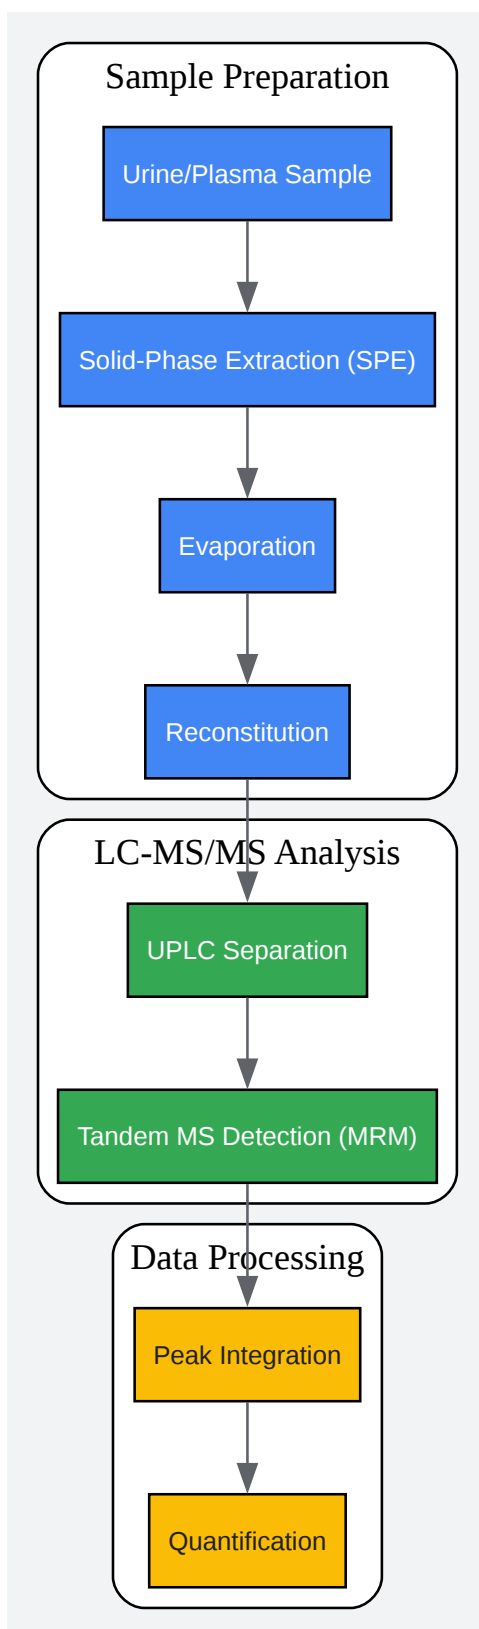 Sample Preparation
Urine/Plasma Sample
Solid-Phase Extraction (SPE)
Evaporation
Reconstitution
LC-MS/MS Analysis
UPLC Separation
Tandem MS Detection (MRM)
Data Processing
Peak Integration
Quantification